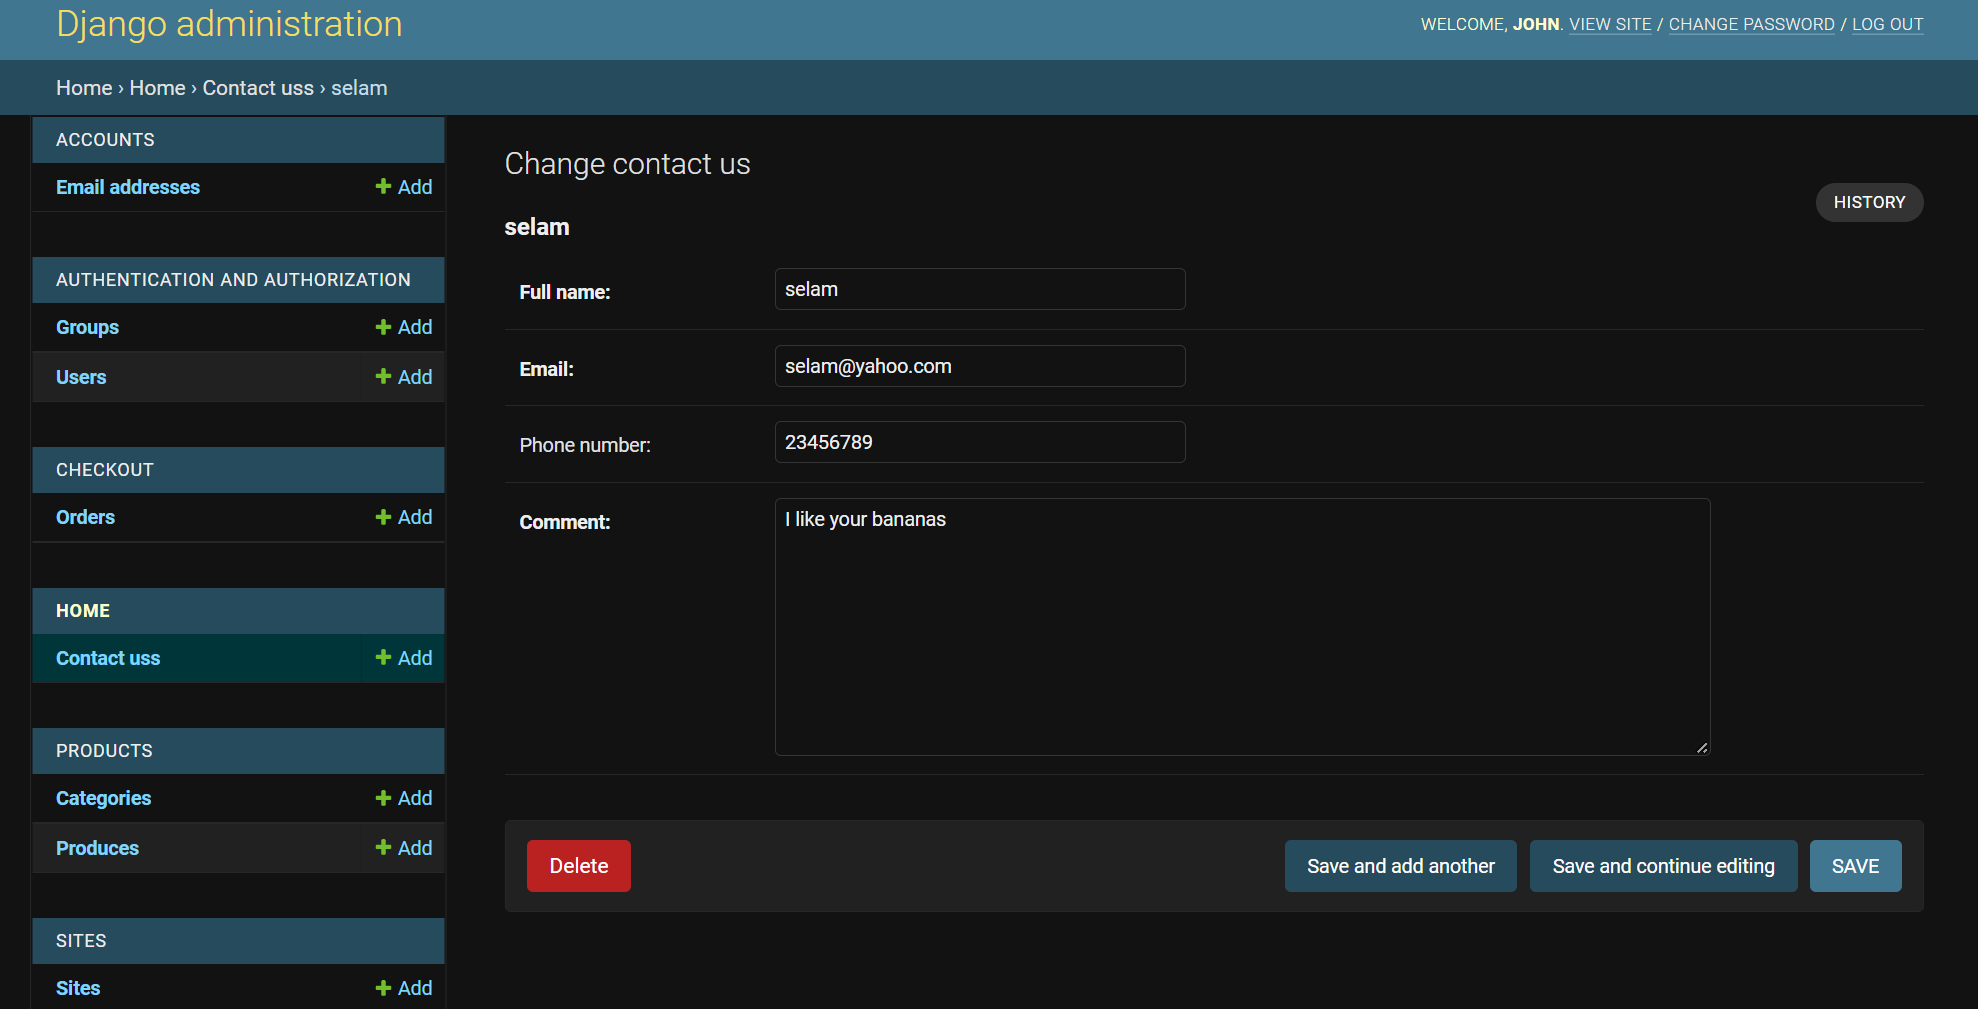 Django administration
WELCOME, JOHN. VIEW SITE / CHANGE PASSWORD / LOG OUT
Home › Home › Contact uss › selam
ACCOUNTS
Email addresses
Add
AUTHENTICATION AND AUTHORIZATION
Groups
Add
Users
Add
CHECKOUT
Orders
Add
HOME
Contact uss
Add
PRODUCTS
Categories
Add
Produces
Add
SITES
Sites
Add
Change contact us
HISTORY
selam
Full name:
selam
Email:
selam@yahoo.com
Phone number:
23456789
Comment:
I like your bananas
Delete
Save and add another
Save and continue editing
SAVE